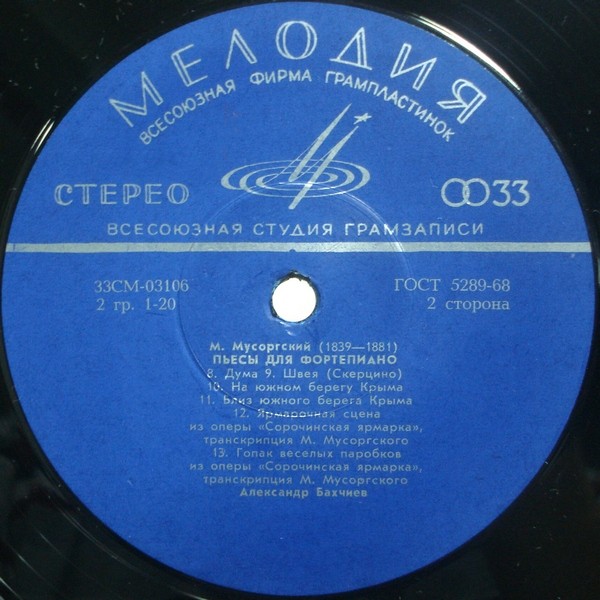 МЕЛОДИЯ
ВСЕСОЮЗНАЯ ФИРМА ГРАМПЛАСТИНОК
СТЕРЕО
33
ВСЕСОЮЗНАЯ СТУДИЯ ГРАМЗАПИСИ
33СМ-03106
ГОСТ 5289-68
2 гр. 1-20
2 сторона
М. Мусоргский (1839—1881)
ПЬЕСЫ ДЛЯ ФОРТЕПИАНО
8. Дума 9. Швея (Скерцино)
10. На южном берегу Крыма
11. Близ южного берега Крыма
12. Ярмарочная сцена
из оперы «Сорочинская ярмарка»,
транскрипция М. Мусоргского
13. Гопак веселых паробков
из оперы «Сорочинская ярмарка»,
транскрипция М. Мусоргского
Александр Бахчиев